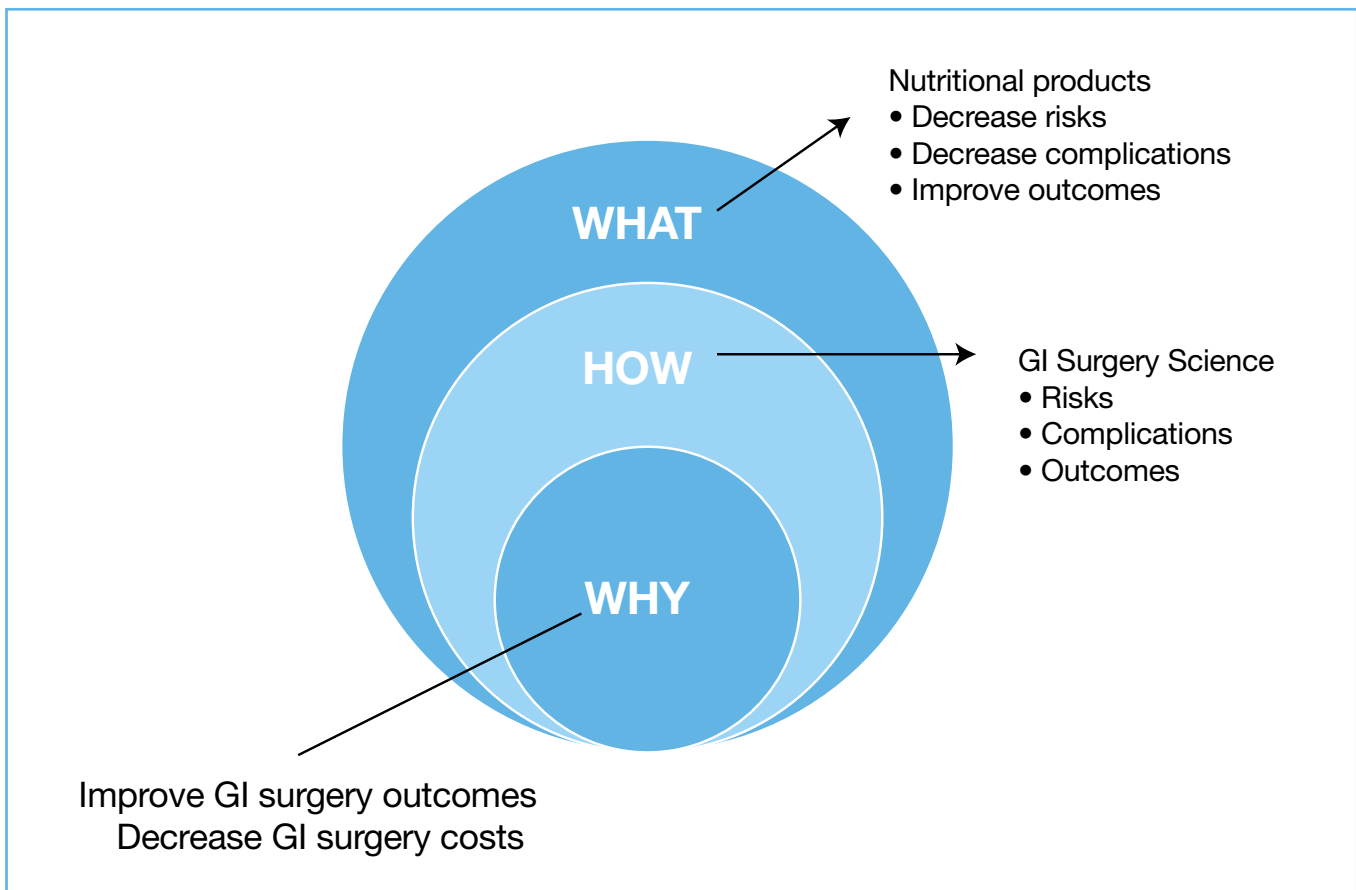 Nutritional products
• Decrease risks
• Decrease complications
• Improve outcomes
WHAT
HOW
GI Surgery Science
• Risks
• Complications
• Outcomes
WHY
Improve GI surgery outcomes
Decrease GI surgery costs